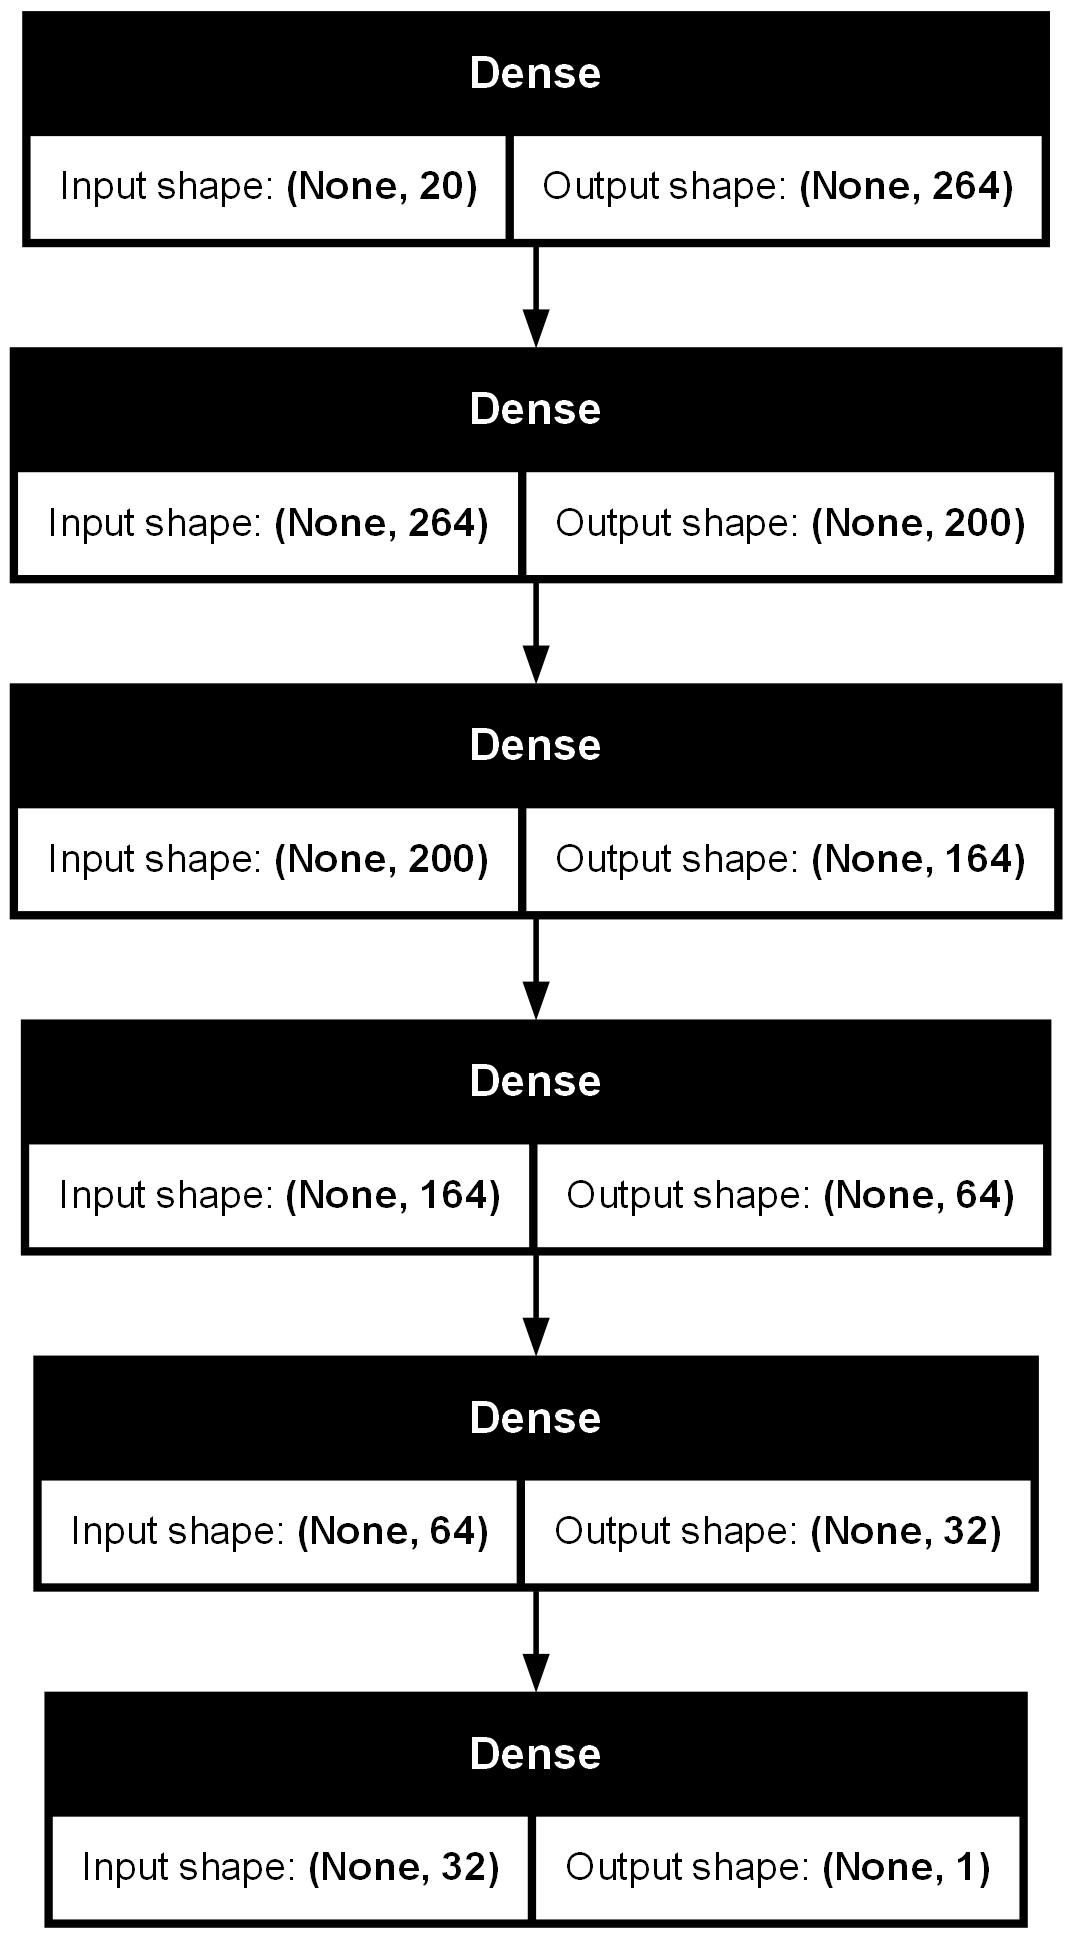 Dense
Input shape: (None, 20) Output shape: (None, 264)
Dense
Input shape: (None, 264) Output shape: (None, 200)
Dense
Input shape: (None, 200) Output shape: (None, 164)
Dense
Input shape: (None, 164) Output shape: (None, 64)
Dense
Input shape: (None, 64) Output shape: (None, 32)
Dense
Input shape: (None, 32) Output shape: (None, 1)